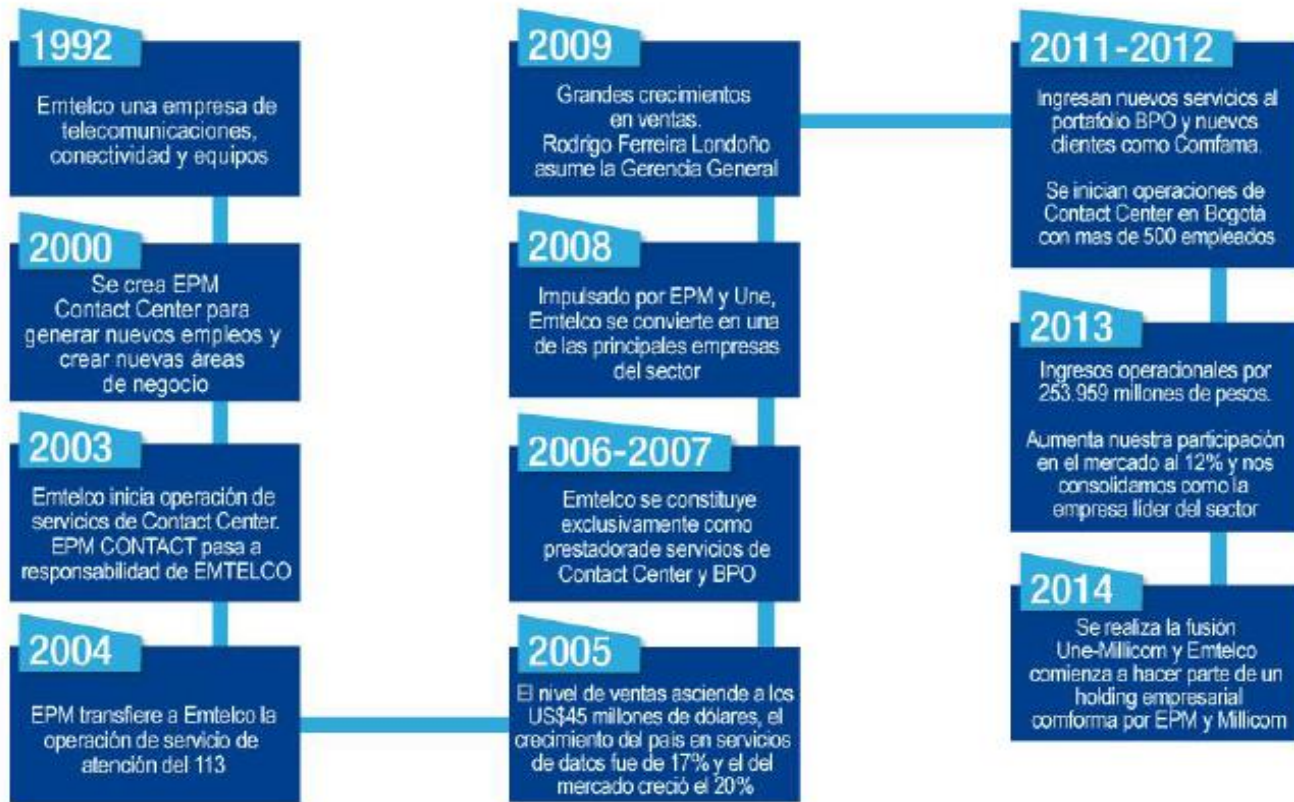 1992
Emtelco una empresa de
telecomunicaciones,
conectividad y equipos
2000
Se crea EPM
Contact Center para
generar nuevos empleos y
crear nuevas áreas
de negocio
2003
Emtelco inicia operación de
servicios de Contact Center.
EPM CONTACT pasa a
responsabilidad de EMTELCO
2004
EPM transfiere a Emtelco la
operación de servicio de
atención del 113
2005
El nivel de ventas asciende a los
US$45 millones de dólares, el
crecimiento del país en servicios
de datos fue de 17% y el del
mercado creció el 20%
2006-2007
Emtelco se constituye
exclusivamente como
prestadorade servicios de
Contact Center y BPO
2008
Impulsado por EPM y Une,
Emtelco se convierte en una
de las principales empresas
del sector
2009
Grandes crecimientos
en ventas.
Rodrigo Ferreira Londoño
asume la Gerencia General
2011-2012
Ingresan nuevos servicios al
portafolio BPO y nuevos
clientes como Comfama.
Se inician operaciones de
Contact Center en Bogotá
con mas de 500 empleados
2013
Ingresos operacionales por
253.959 millones de pesos.
Aumenta nuestra participación
en el mercado al 12% y nos
consolidamos como la
empresa líder del sector
2014
Se realiza la fusión
Une-Millicom y Emtelco
comienza a hacer parte de un
holding empresarial
comforma por EPM y Millicom